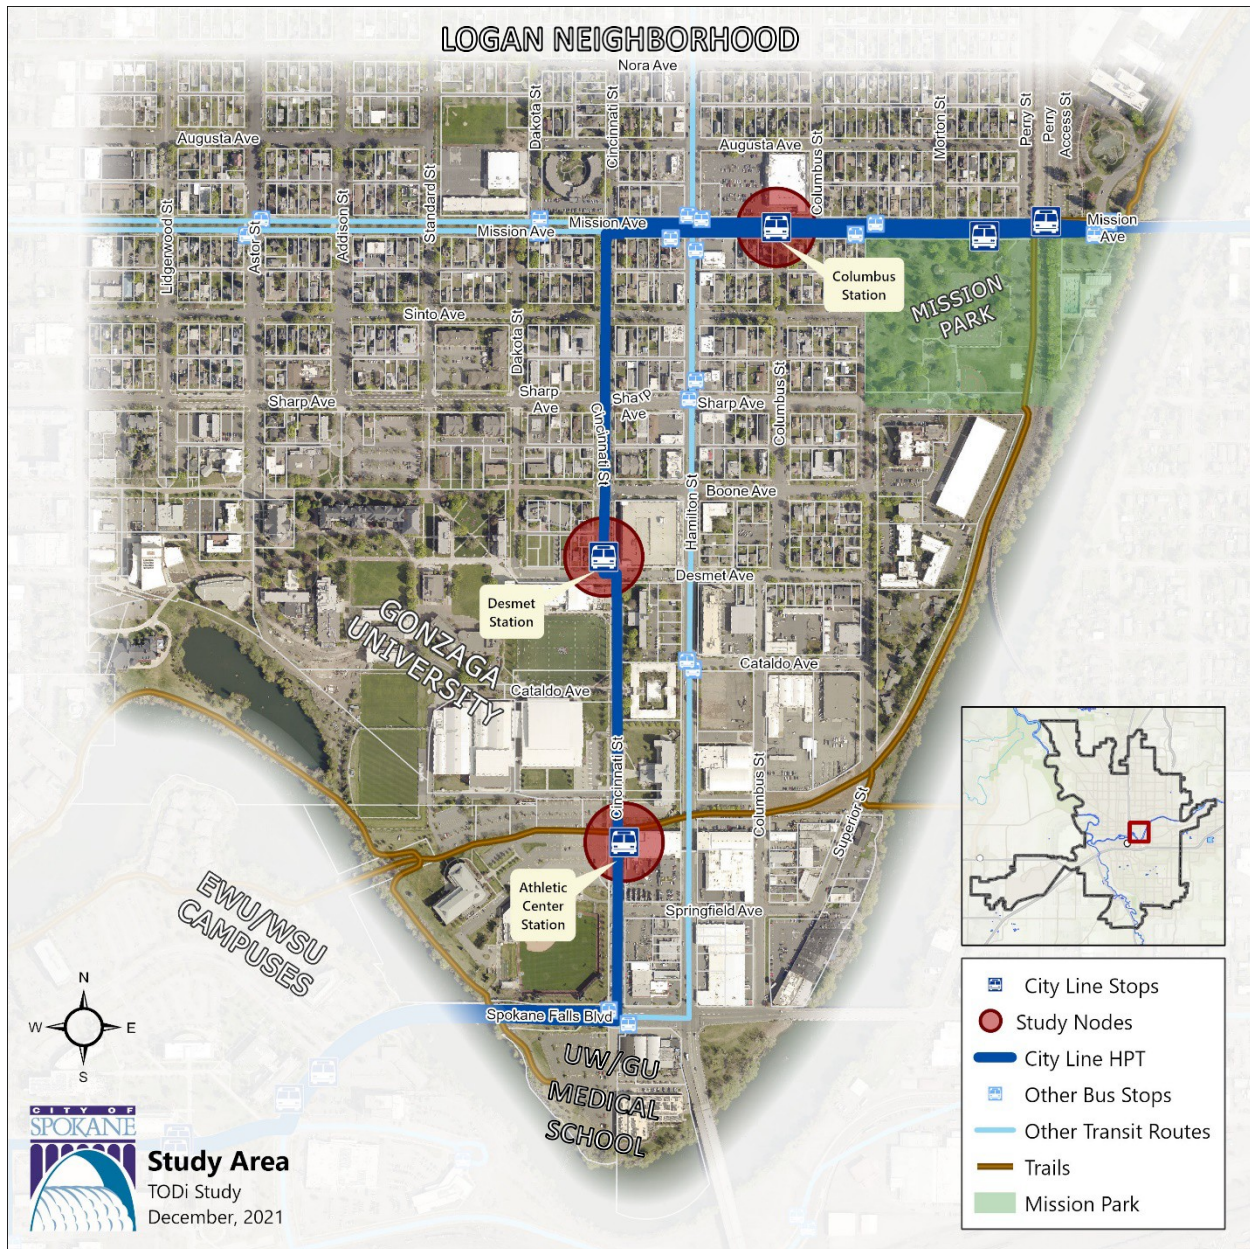 LOGAN NEIGHBORHOOD
Nora Ave
Dakota St
Cincinnati St
Columbus St
Morton St
Perry St
Perry
Access St
Augusta Ave
Augusta Ave
Lidgerwood St
Astor St
Addison St
Standard St
Mission Ave
Mission Ave
Mission
Ave
Columbus
Station
MISSION
PARK
Sinto Ave
Dakota St
Sharp Ave
Sharp
Ave
Sharp
Ave
Sharp Ave
Columbus St
Cincinnati St
Hamilton St
Boone Ave
Desmet Ave
Desmet
Station
GONZAGA
UNIVERSITY
Cataldo Ave
Cataldo Ave
Cincinnati St
Columbus St
Superior St
Athletic
Center
Station
Springfield Ave
EWU/WSU
CAMPUSES
Spokane Falls Blvd
UW/GU
MEDICAL
SCHOOL
N
W
E
S
CITY OF
SPOKANE
Study Area
TODi Study
December, 2021
City Line Stops
Study Nodes
City Line HPT
Other Bus Stops
Other Transit Routes
Trails
Mission Park